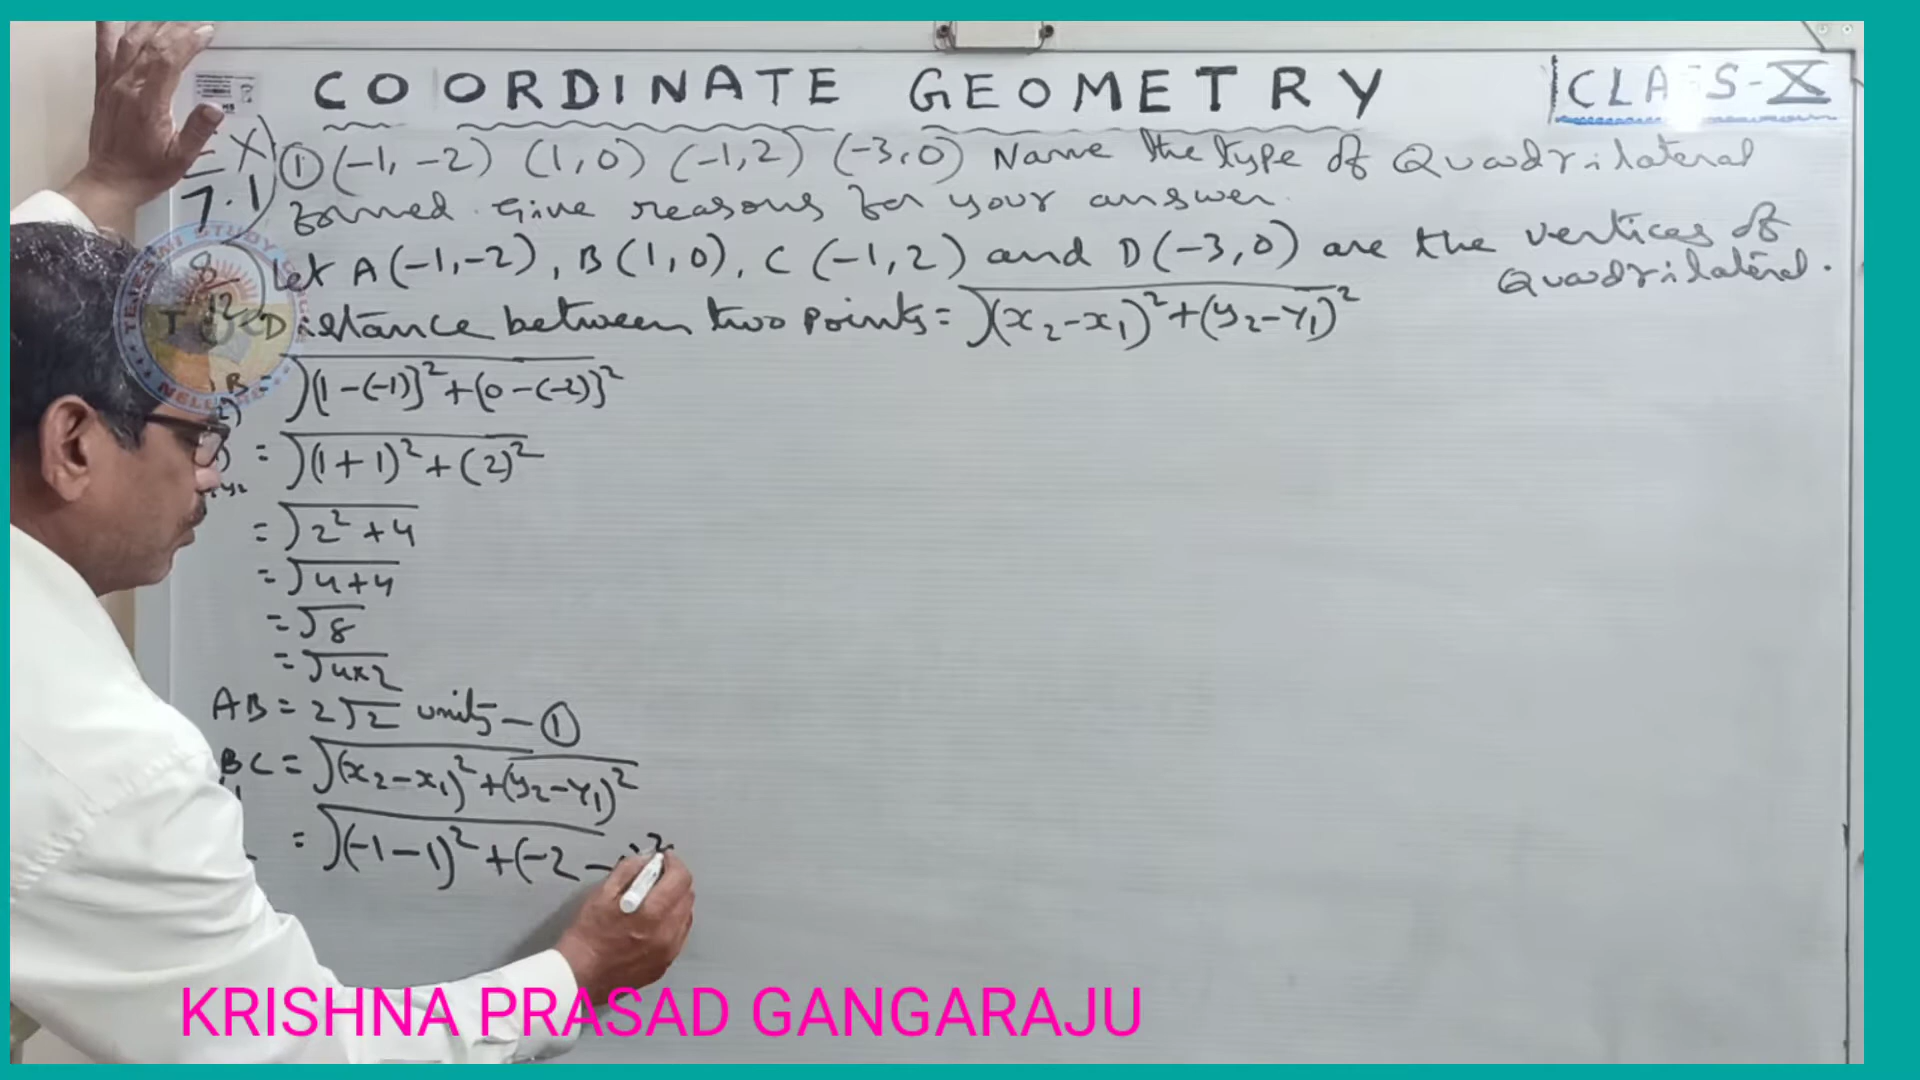 COORDINATE GEOMETRY
CLASS-X
EX 7.1 8/12
① (-1, -2) (1, 0) (-1, 2) (-3, 0) Name the type of Quadrilateral
formed. Give reasons for your answer.
Let A(-1, -2), B(1, 0), C(-1, 2) and D(-3, 0) are the vertices of
Quadrilateral.
Distance between two points = √(x₂-x₁)²+(y₂-y₁)²
B = √(1-(-1)]²+(0-(-2)]²
= √(1+1)²+(2)²
= √2²+4
= √4+4
= √8
= √4×2
AB = 2√2 units - ①
BC = √(x₂-x₁)²+(y₂-y₁)²
= √(-1-1)²+(-2-
KRISHNA PRASAD GANGARAJU